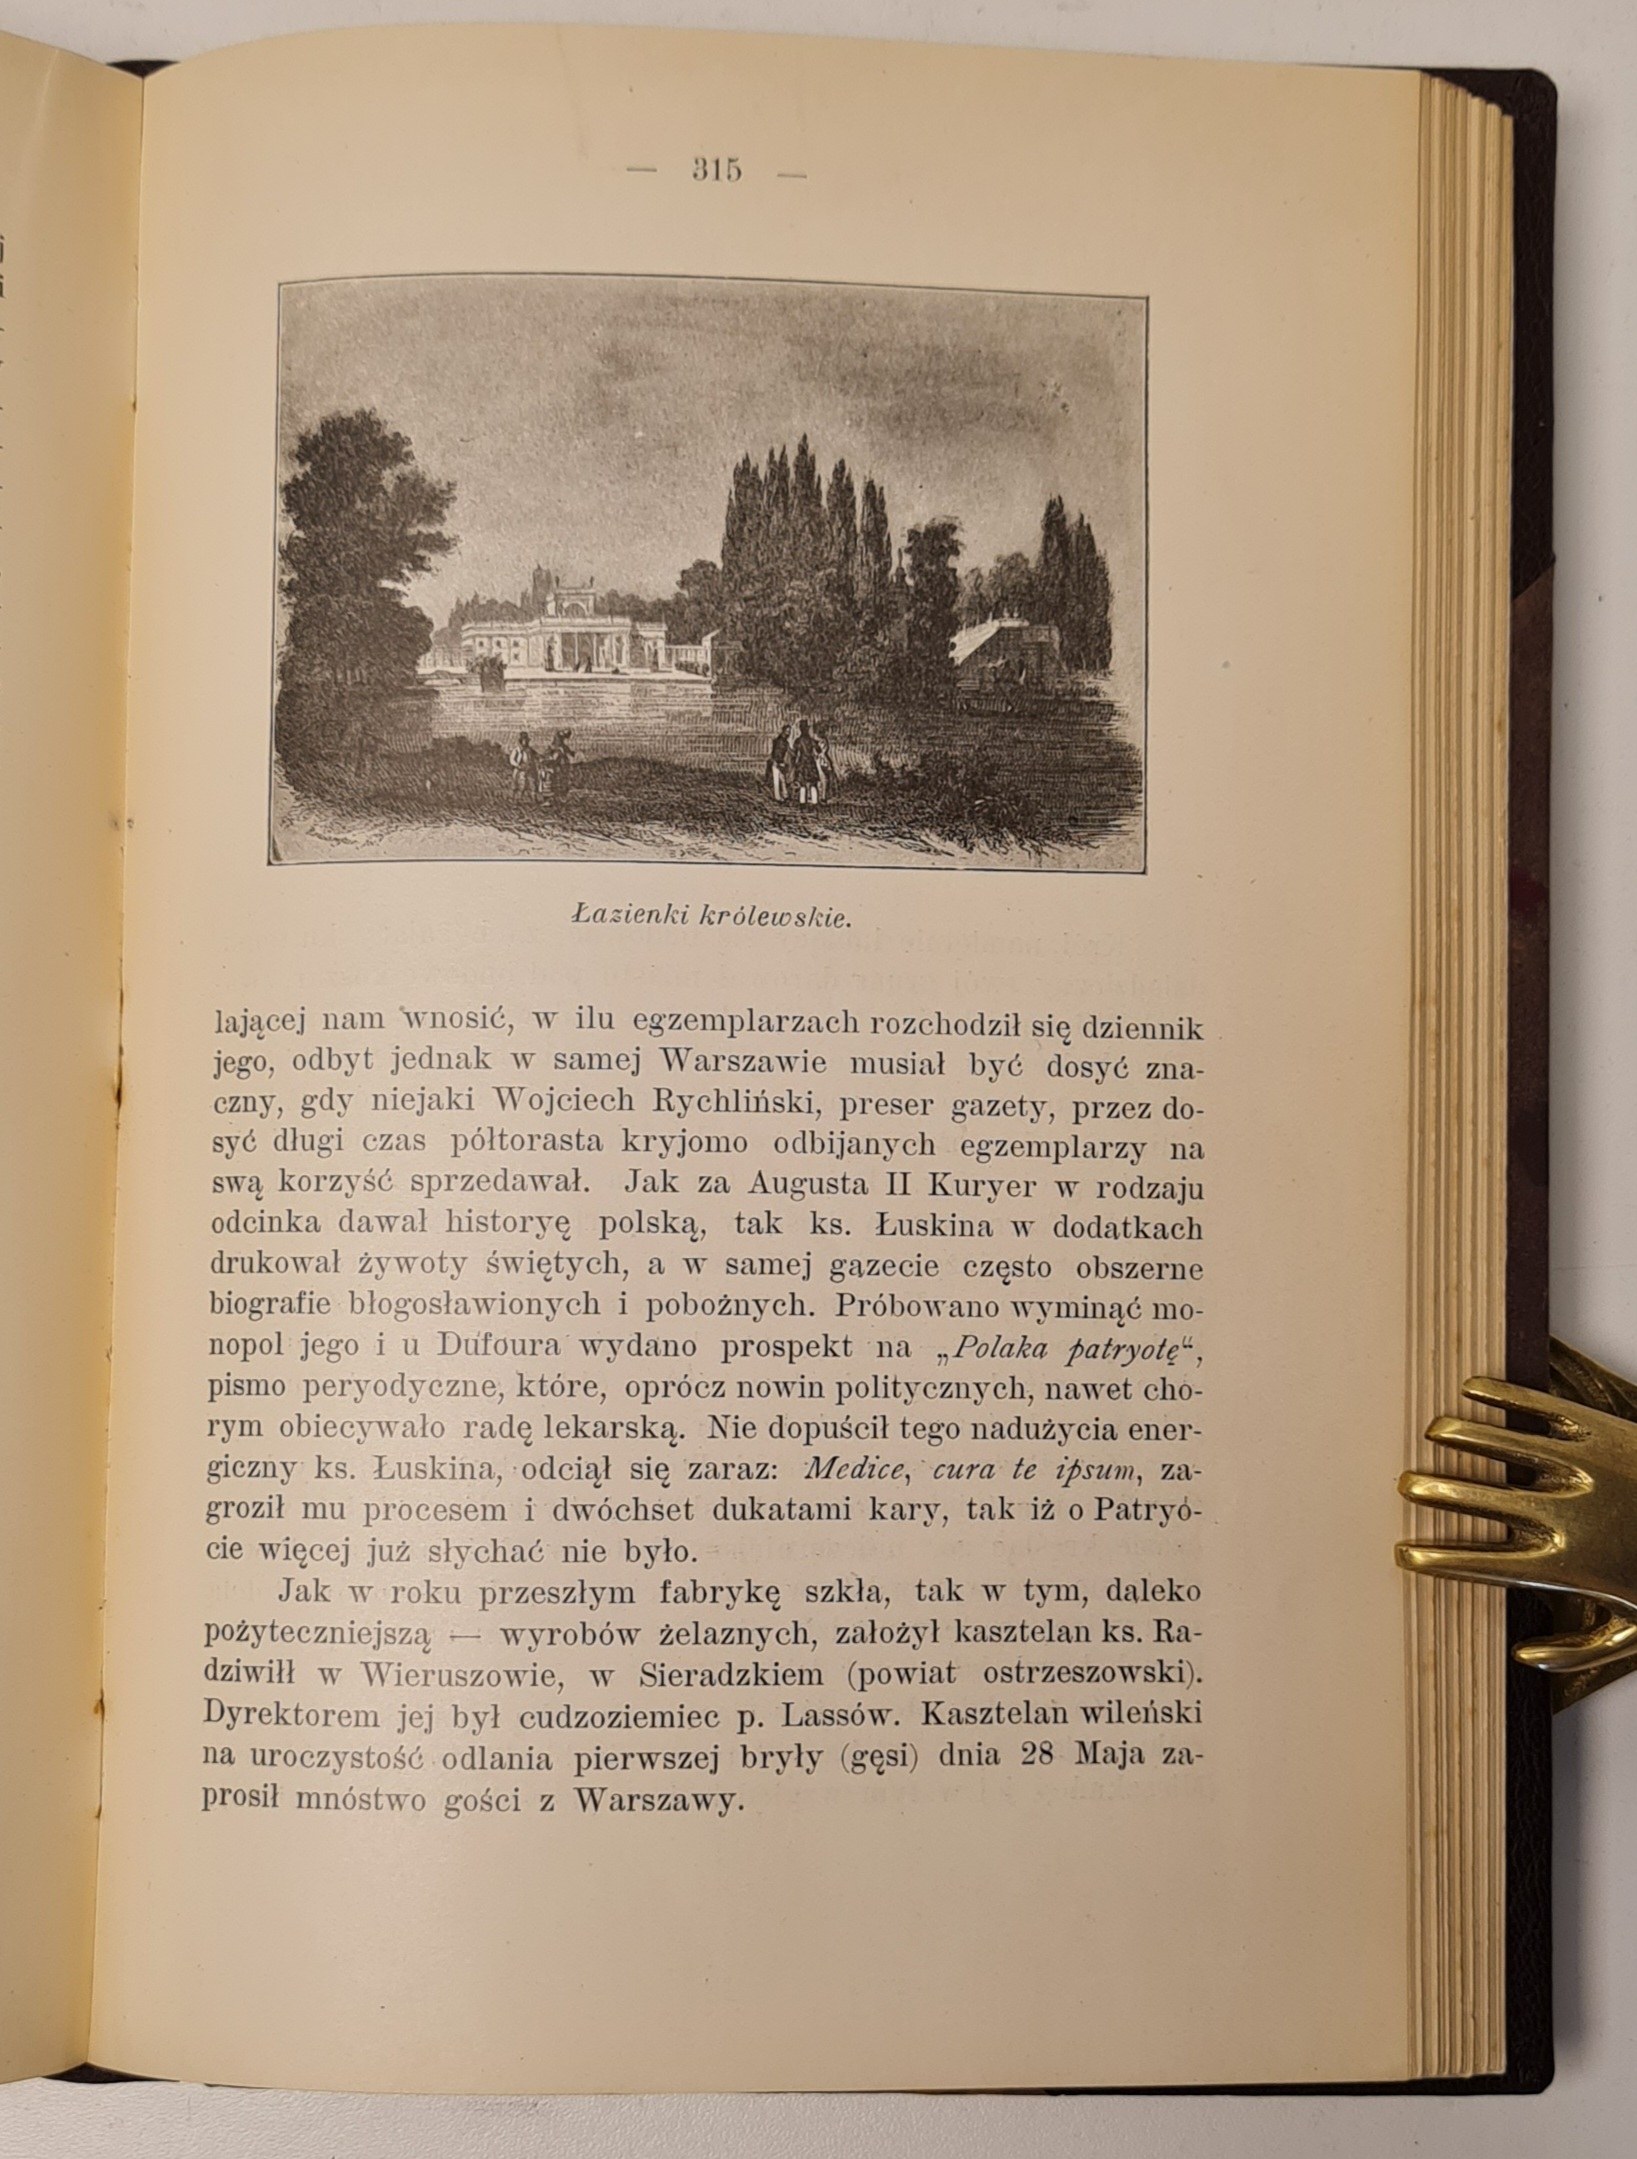 — 315 —
Łazienki królewskie.
lającej nam wnosić, w ilu egzemplarzach rozchodził się dziennik
jego, odbyt jednak w samej Warszawie musiał być dosyć zna-
czny, gdy niejaki Wojciech Rychliński, preser gazety, przez do-
syć długi czas półtorasta kryjomo odbijanych egzemplarzy na
swą korzyść sprzedawał. Jak za Augusta II Kuryer w rodzaju
odcinka dawał historyę polską, tak ks. Łuskina w dodatkach
drukował żywoty świętych, a w samej gazecie często obszerne
biografie błogosławionych i pobożnych. Próbowano wyminąć mo-
nopol jego i u Dufoura wydano prospekt na „Polaka patryotę“,
pismo peryodyczne, które, oprócz nowin politycznych, nawet cho-
rym obiecywało radę lekarską. Nie dopuścił tego nadużycia ener-
giczny ks. Łuskina, odciął się zaraz: Medice, cura te ipsum, za-
groził mu procesem i dwóchset dukatami kary, tak iż o Patryo-
cie więcej już słychać nie było.
Jak w roku przeszłym fabrykę szkła, tak w tym, daleko
pożyteczniejszą — wyrobów żelaznych, założył kasztelan ks. Ra-
dziwiłł w Wieruszowie, w Sieradzkiem (powiat ostrzeszowski).
Dyrektorem jej był cudzoziemiec p. Lassów. Kasztelan wileński
na uroczystość odlania pierwszej bryły (gęsi) dnia 28 Maja za-
prosił mnóstwo gości z Warszawy.